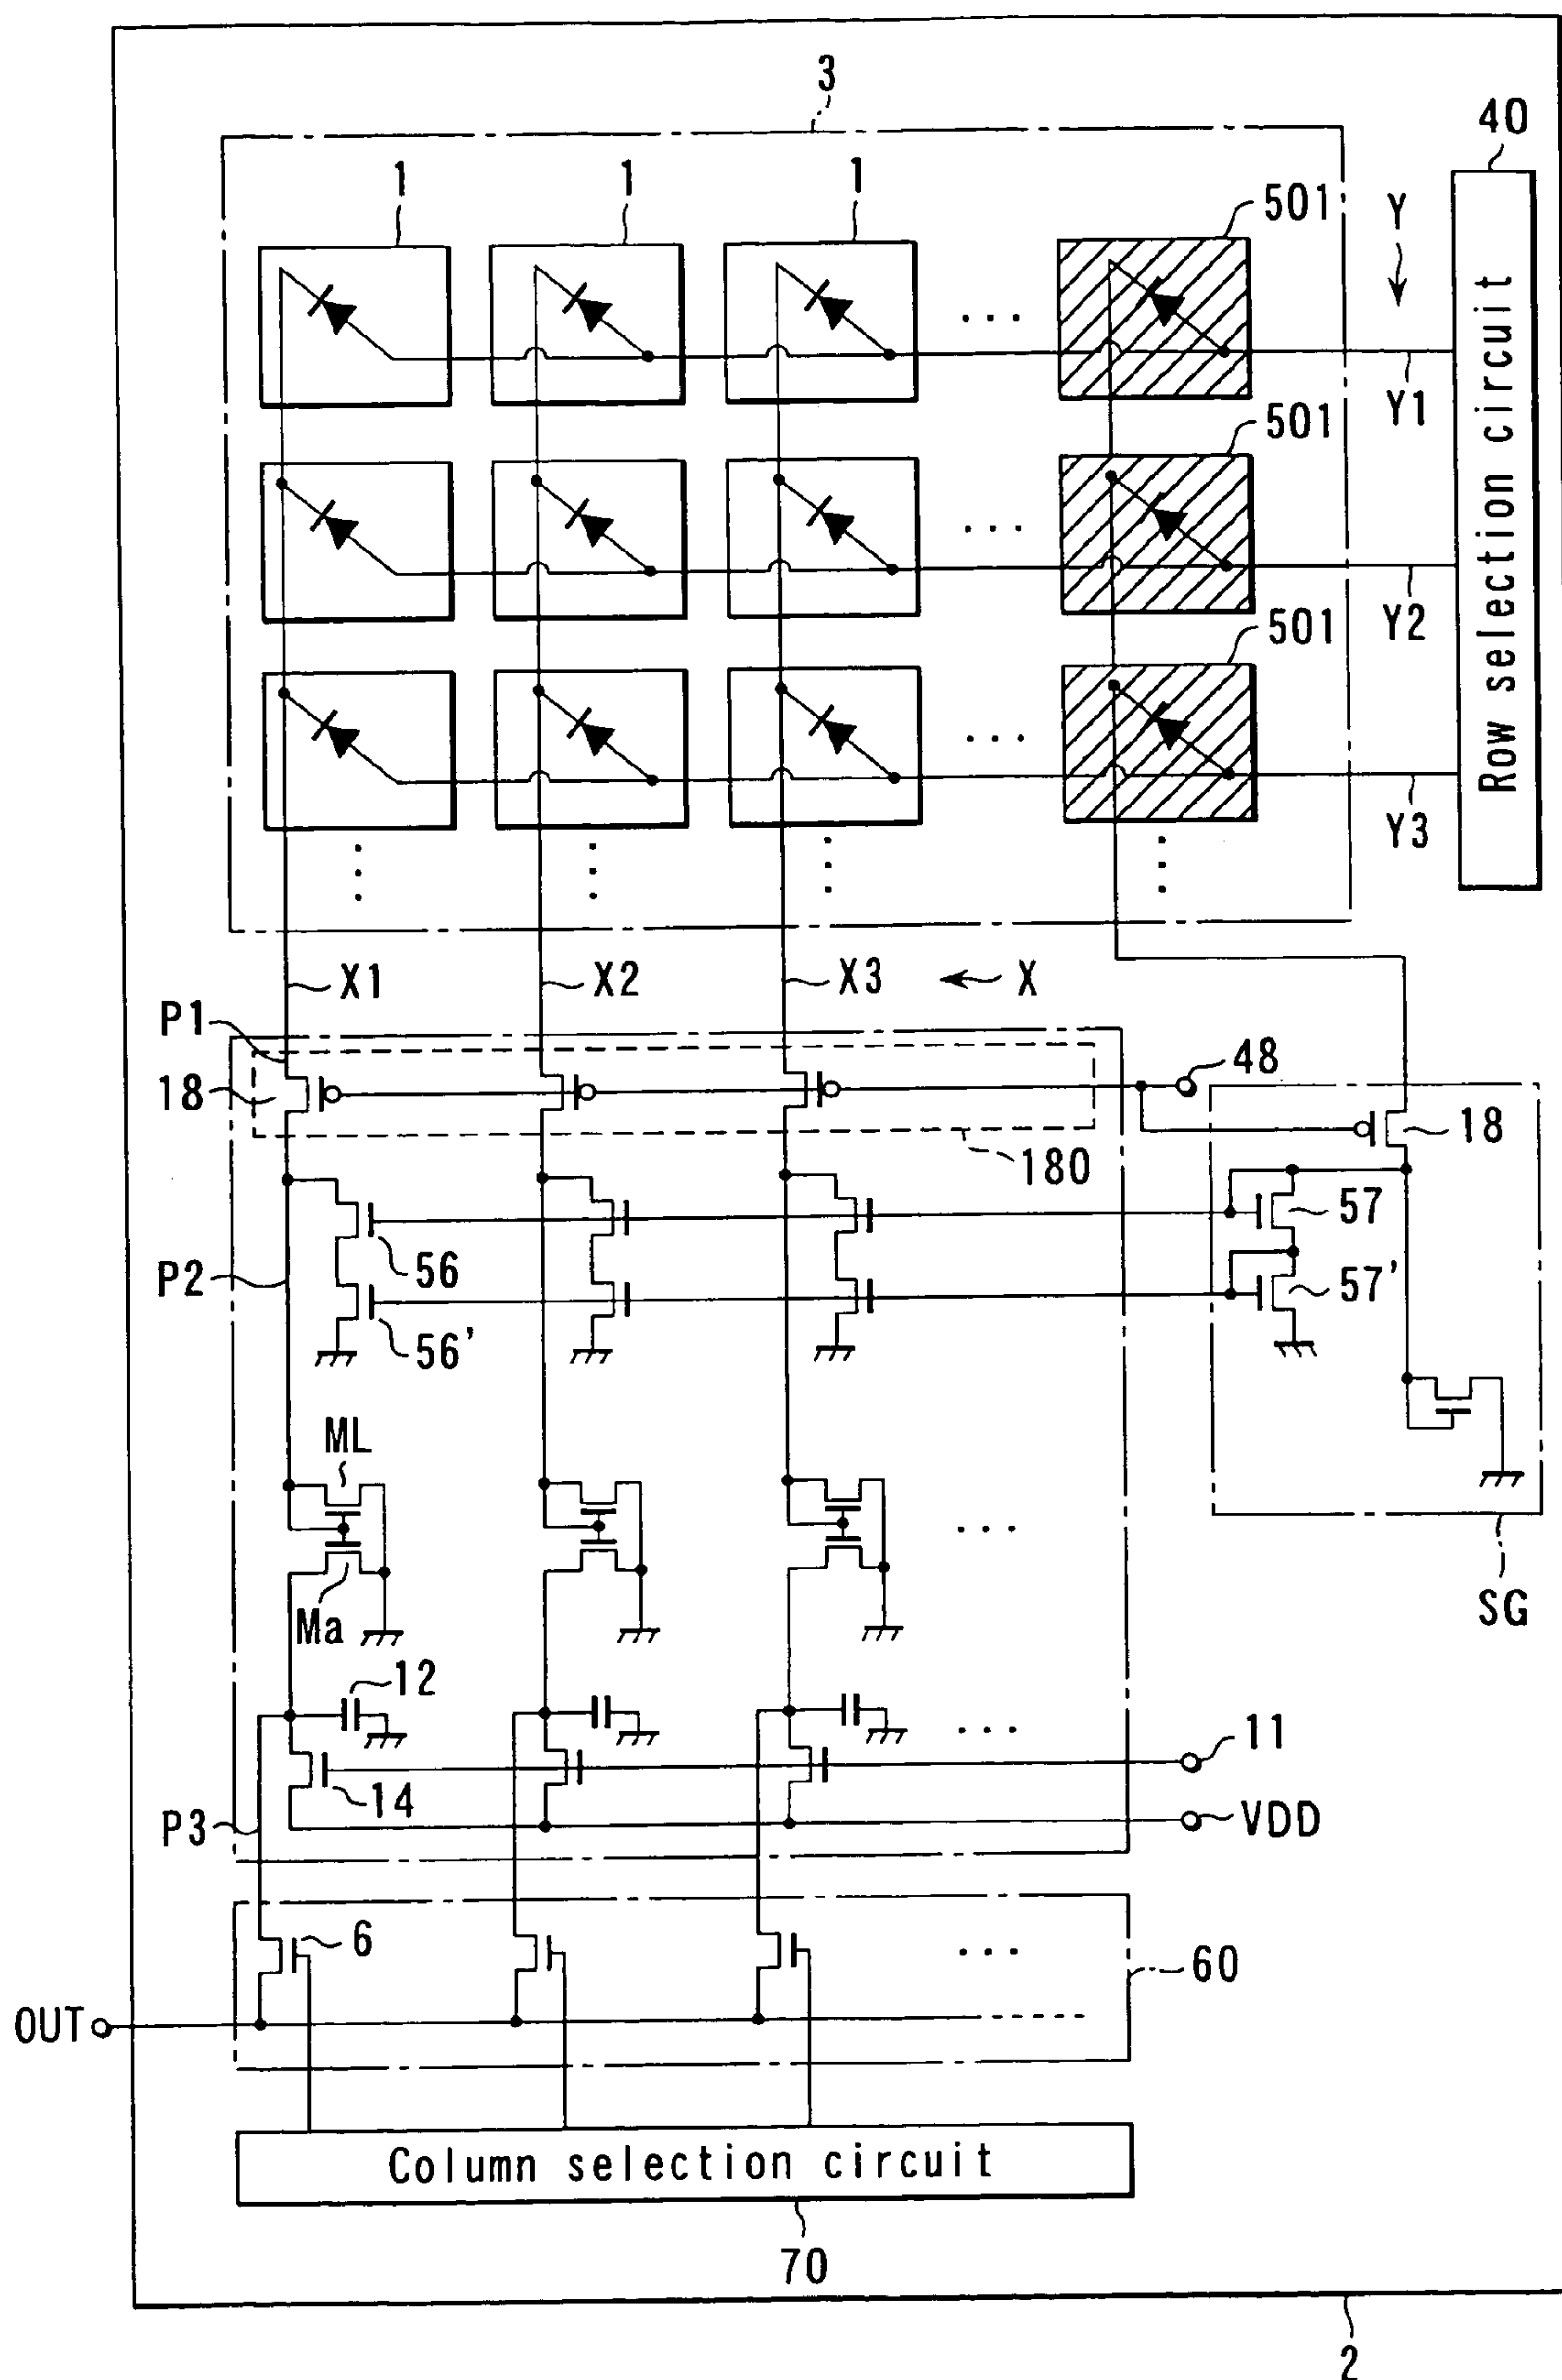 3
40
1
1
1
501
Y
Y1
501
Y2
501
Y3
Row selection circuit
X1
X2
X3
X
P1
18
48
180
18
57
56
P2
57'
56'
ML
Ma
SG
12
11
14
P3
VDD
6
60
OUT
Column selection circuit
70
2